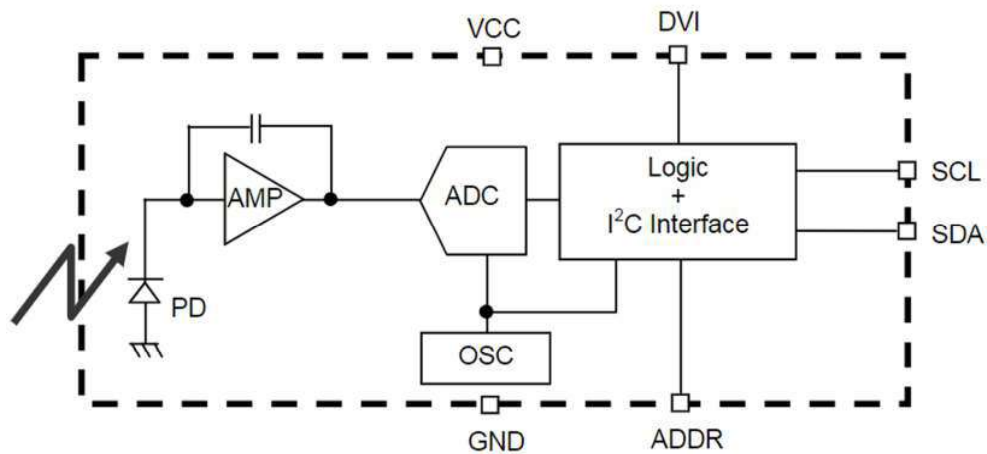 VCC
DVI
AMP
ADC
Logic
+
I²C Interface
SCL
SDA
PD
OSC
GND
ADDR